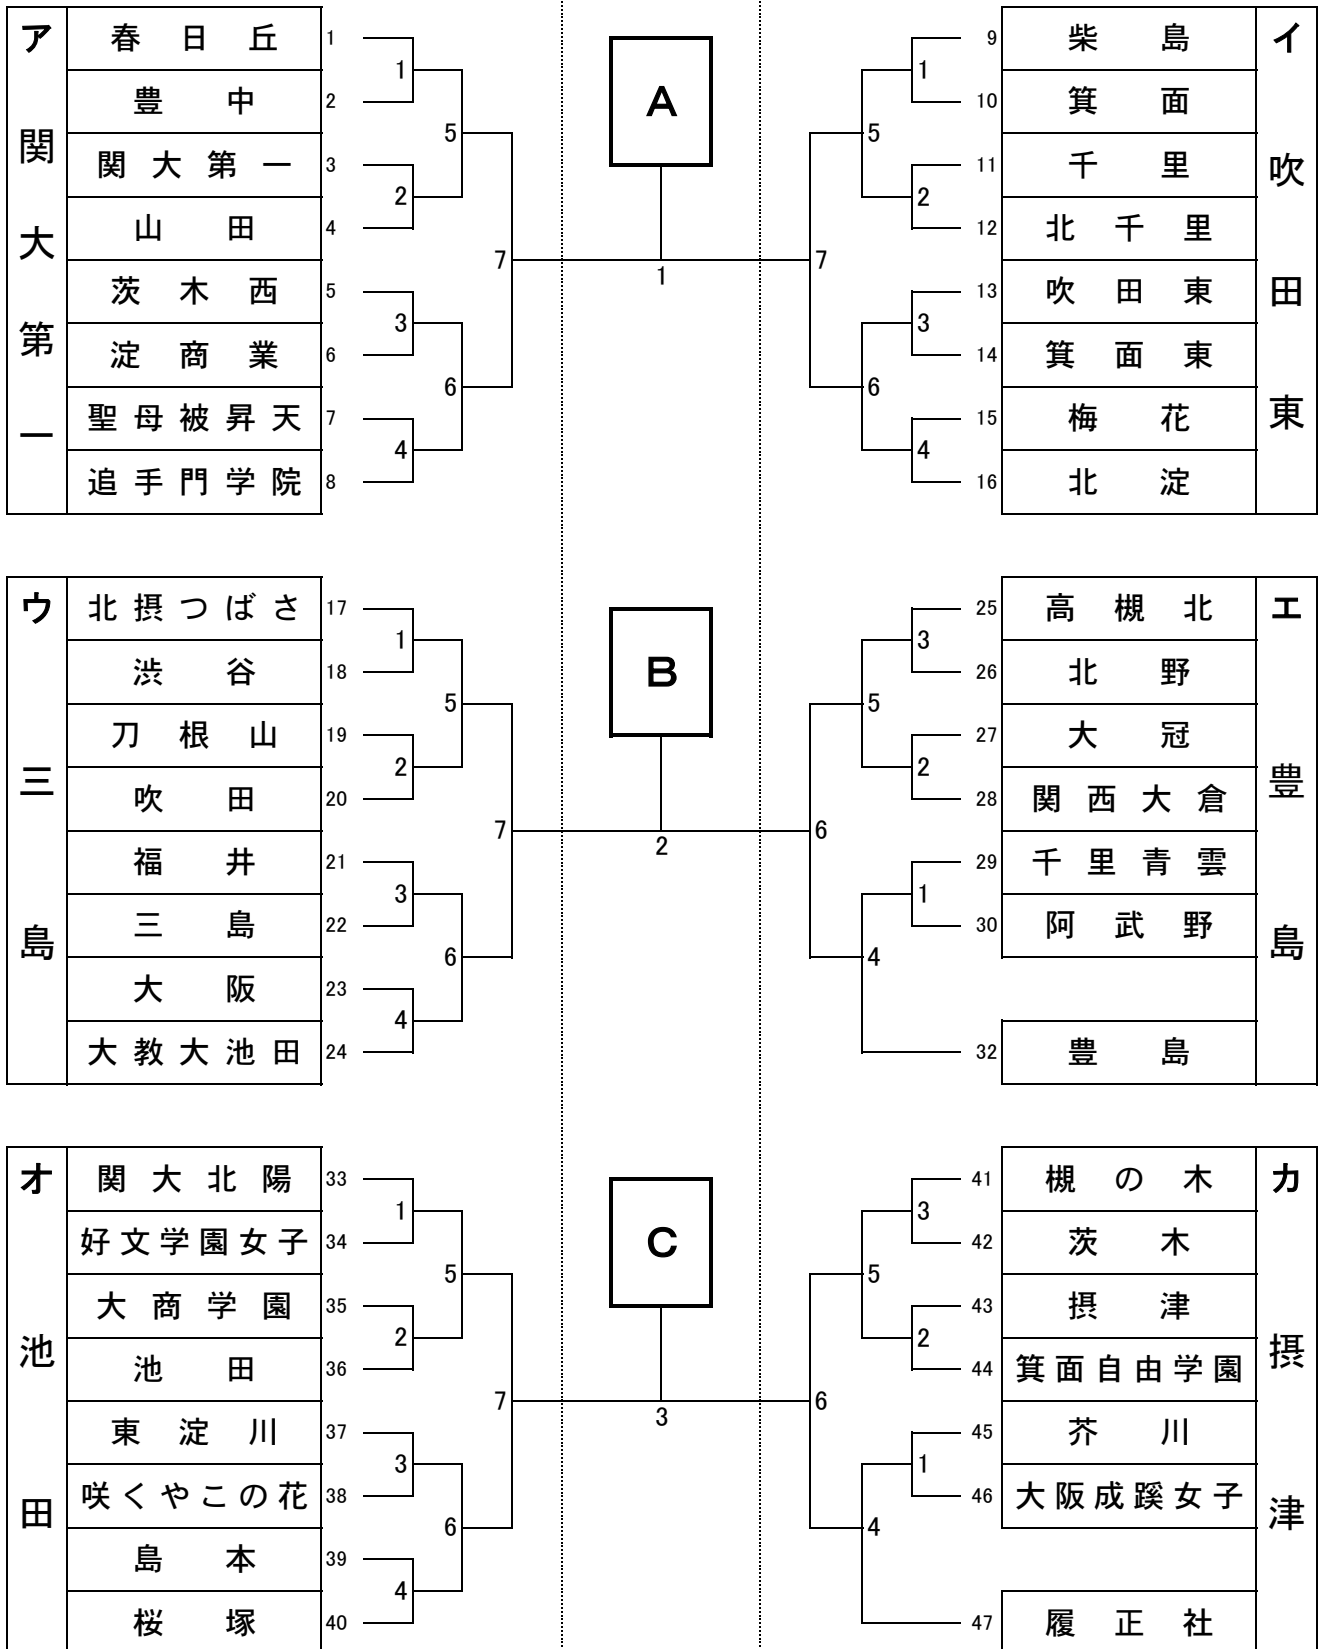 ア 関大第一
春日丘 1
豊中 2
関大第一 3
山田 4
茨木西 5
淀商業 6
聖母被昇天 7
追手門学院 8
1
2
3
4
5
6
7
A
1
イ 吹田東
9 柴島
10 箕面
11 千里
12 北千里
13 吹田東
14 箕面東
15 梅花
16 北淀
1
2
3
4
5
6
7
ウ 三島
北摂つばさ 17
渋谷 18
刀根山 19
吹田 20
福井 21
三島 22
大阪 23
大教大池田 24
1
2
3
4
5
6
7
B
2
エ 豊島
25 高槻北
26 北野
27 大冠
28 関西大倉
29 千里青雲
30 阿武野
32 豊島
3
2
1
5
4
6
オ 池田
関大北陽 33
好文学園女子 34
大商学園 35
池田 36
東淀川 37
咲くやこの花 38
島本 39
桜塚 40
1
2
3
4
5
6
7
C
3
カ 摂津
41 槻の木
42 茨木
43 摂津
44 箕面自由学園
45 芥川
46 大阪成蹊女子
47 履正社
3
2
1
5
4
6